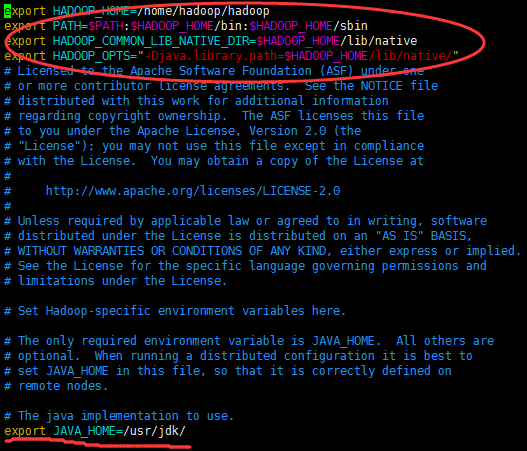 export HADOOP_HOME=/home/hadoop/hadoop
export PATH=$PATH:$HADOOP_HOME/bin:$HADOOP_HOME/sbin
export HADOOP_COMMON_LIB_NATIVE_DIR=$HADOOP_HOME/lib/native
export HADOOP_OPTS="-Djava.library.path=$HADOOP_HOME/lib/native/"
# Licensed to the Apache Software Foundation (ASF) under one
# or more contributor license agreements.  See the NOTICE file
# distributed with this work for additional information
# regarding copyright ownership.  The ASF licenses this file
# to you under the Apache License, Version 2.0 (the
# "License"); you may not use this file except in compliance
# with the License.  You may obtain a copy of the License at
#
#     http://www.apache.org/licenses/LICENSE-2.0
#
# Unless required by applicable law or agreed to in writing, software
# distributed under the License is distributed on an "AS IS" BASIS,
# WITHOUT WARRANTIES OR CONDITIONS OF ANY KIND, either express or implied.
# See the License for the specific language governing permissions and
# limitations under the License.

# Set Hadoop-specific environment variables here.

# The only required environment variable is JAVA_HOME.  All others are
# optional.  When running a distributed configuration it is best to
# set JAVA_HOME in this file, so that it is correctly defined on
# remote nodes.

# The java implementation to use.
export JAVA_HOME=/usr/jdk/